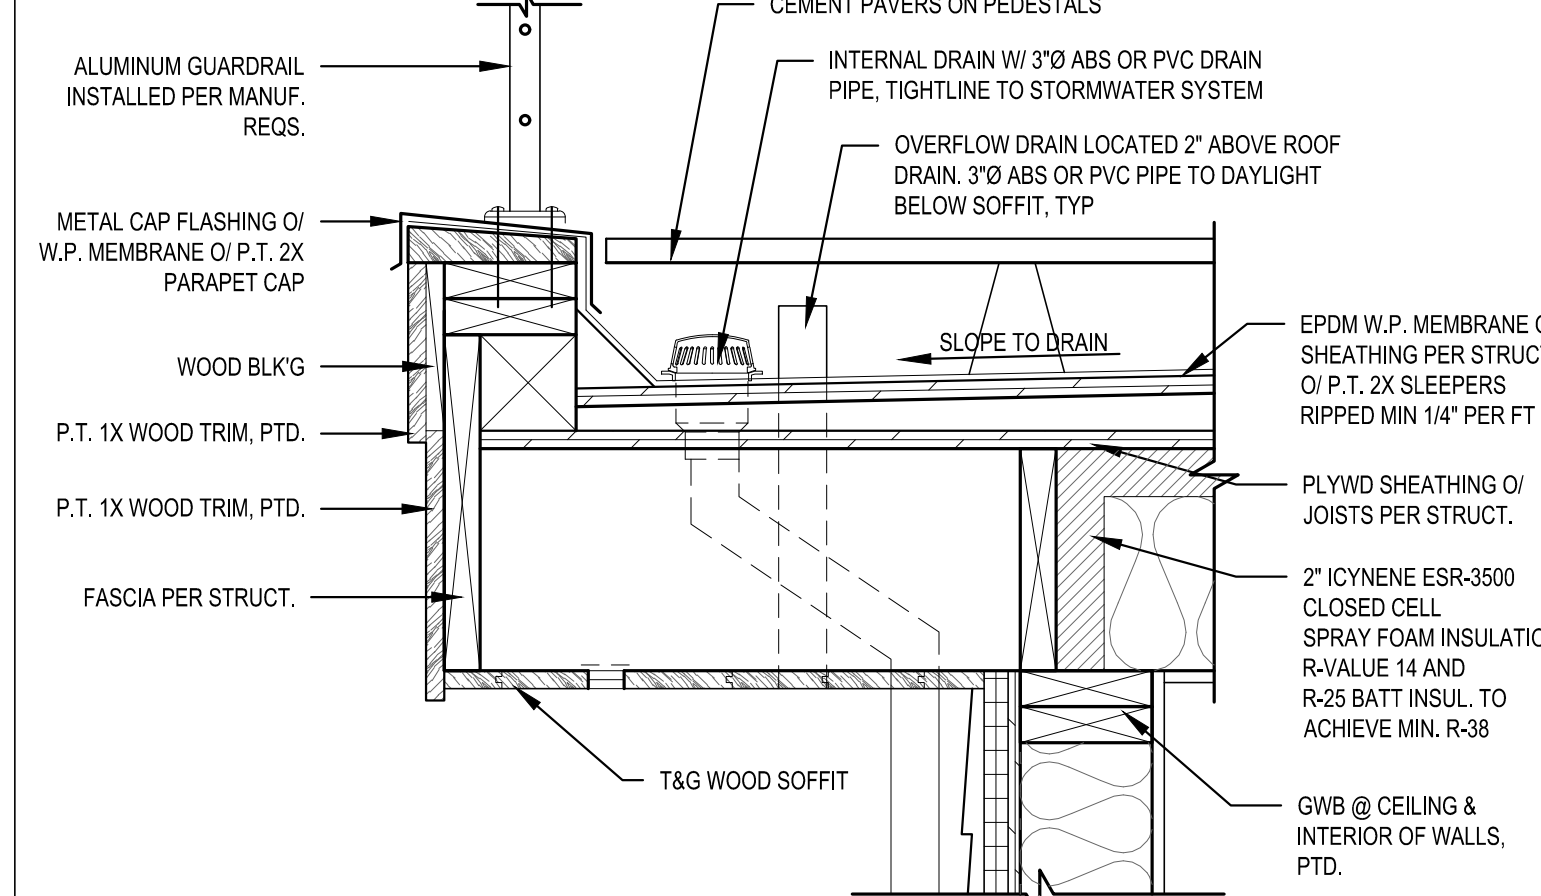 CEMENT PAVERS ON PEDESTALS
ALUMINUM GUARDRAIL
INSTALLED PER MANUF.
REQS.
INTERNAL DRAIN W/ 3"Ø ABS OR PVC DRAIN
PIPE, TIGHTLINE TO STORMWATER SYSTEM
OVERFLOW DRAIN LOCATED 2" ABOVE ROOF
DRAIN. 3"Ø ABS OR PVC PIPE TO DAYLIGHT
BELOW SOFFIT, TYP
METAL CAP FLASHING O/
W.P. MEMBRANE O/ P.T. 2X
PARAPET CAP
SLOPE TO DRAIN
EPDM W.P. MEMBRANE
SHEATHING PER
O/ P.T. 2X SLEEPERS
RIPPED MIN 1/4" PER FT
WOOD BLK'G
P.T. 1X WOOD TRIM, PTD.
P.T. 1X WOOD TRIM, PTD.
FASCIA PER STRUCT.
PLYWD SHEATHING O/
JOISTS PER STRUCT.
2" ICYNENE ESR-3500
CLOSED CELL
SPRAY FOAM
R-VALUE 14 AND
R-25 BATT INSUL. TO
ACHIEVE MIN. R-38
T&G WOOD SOFFIT
GWB @ CEILING &
INTERIOR OF WALLS,
PTD.